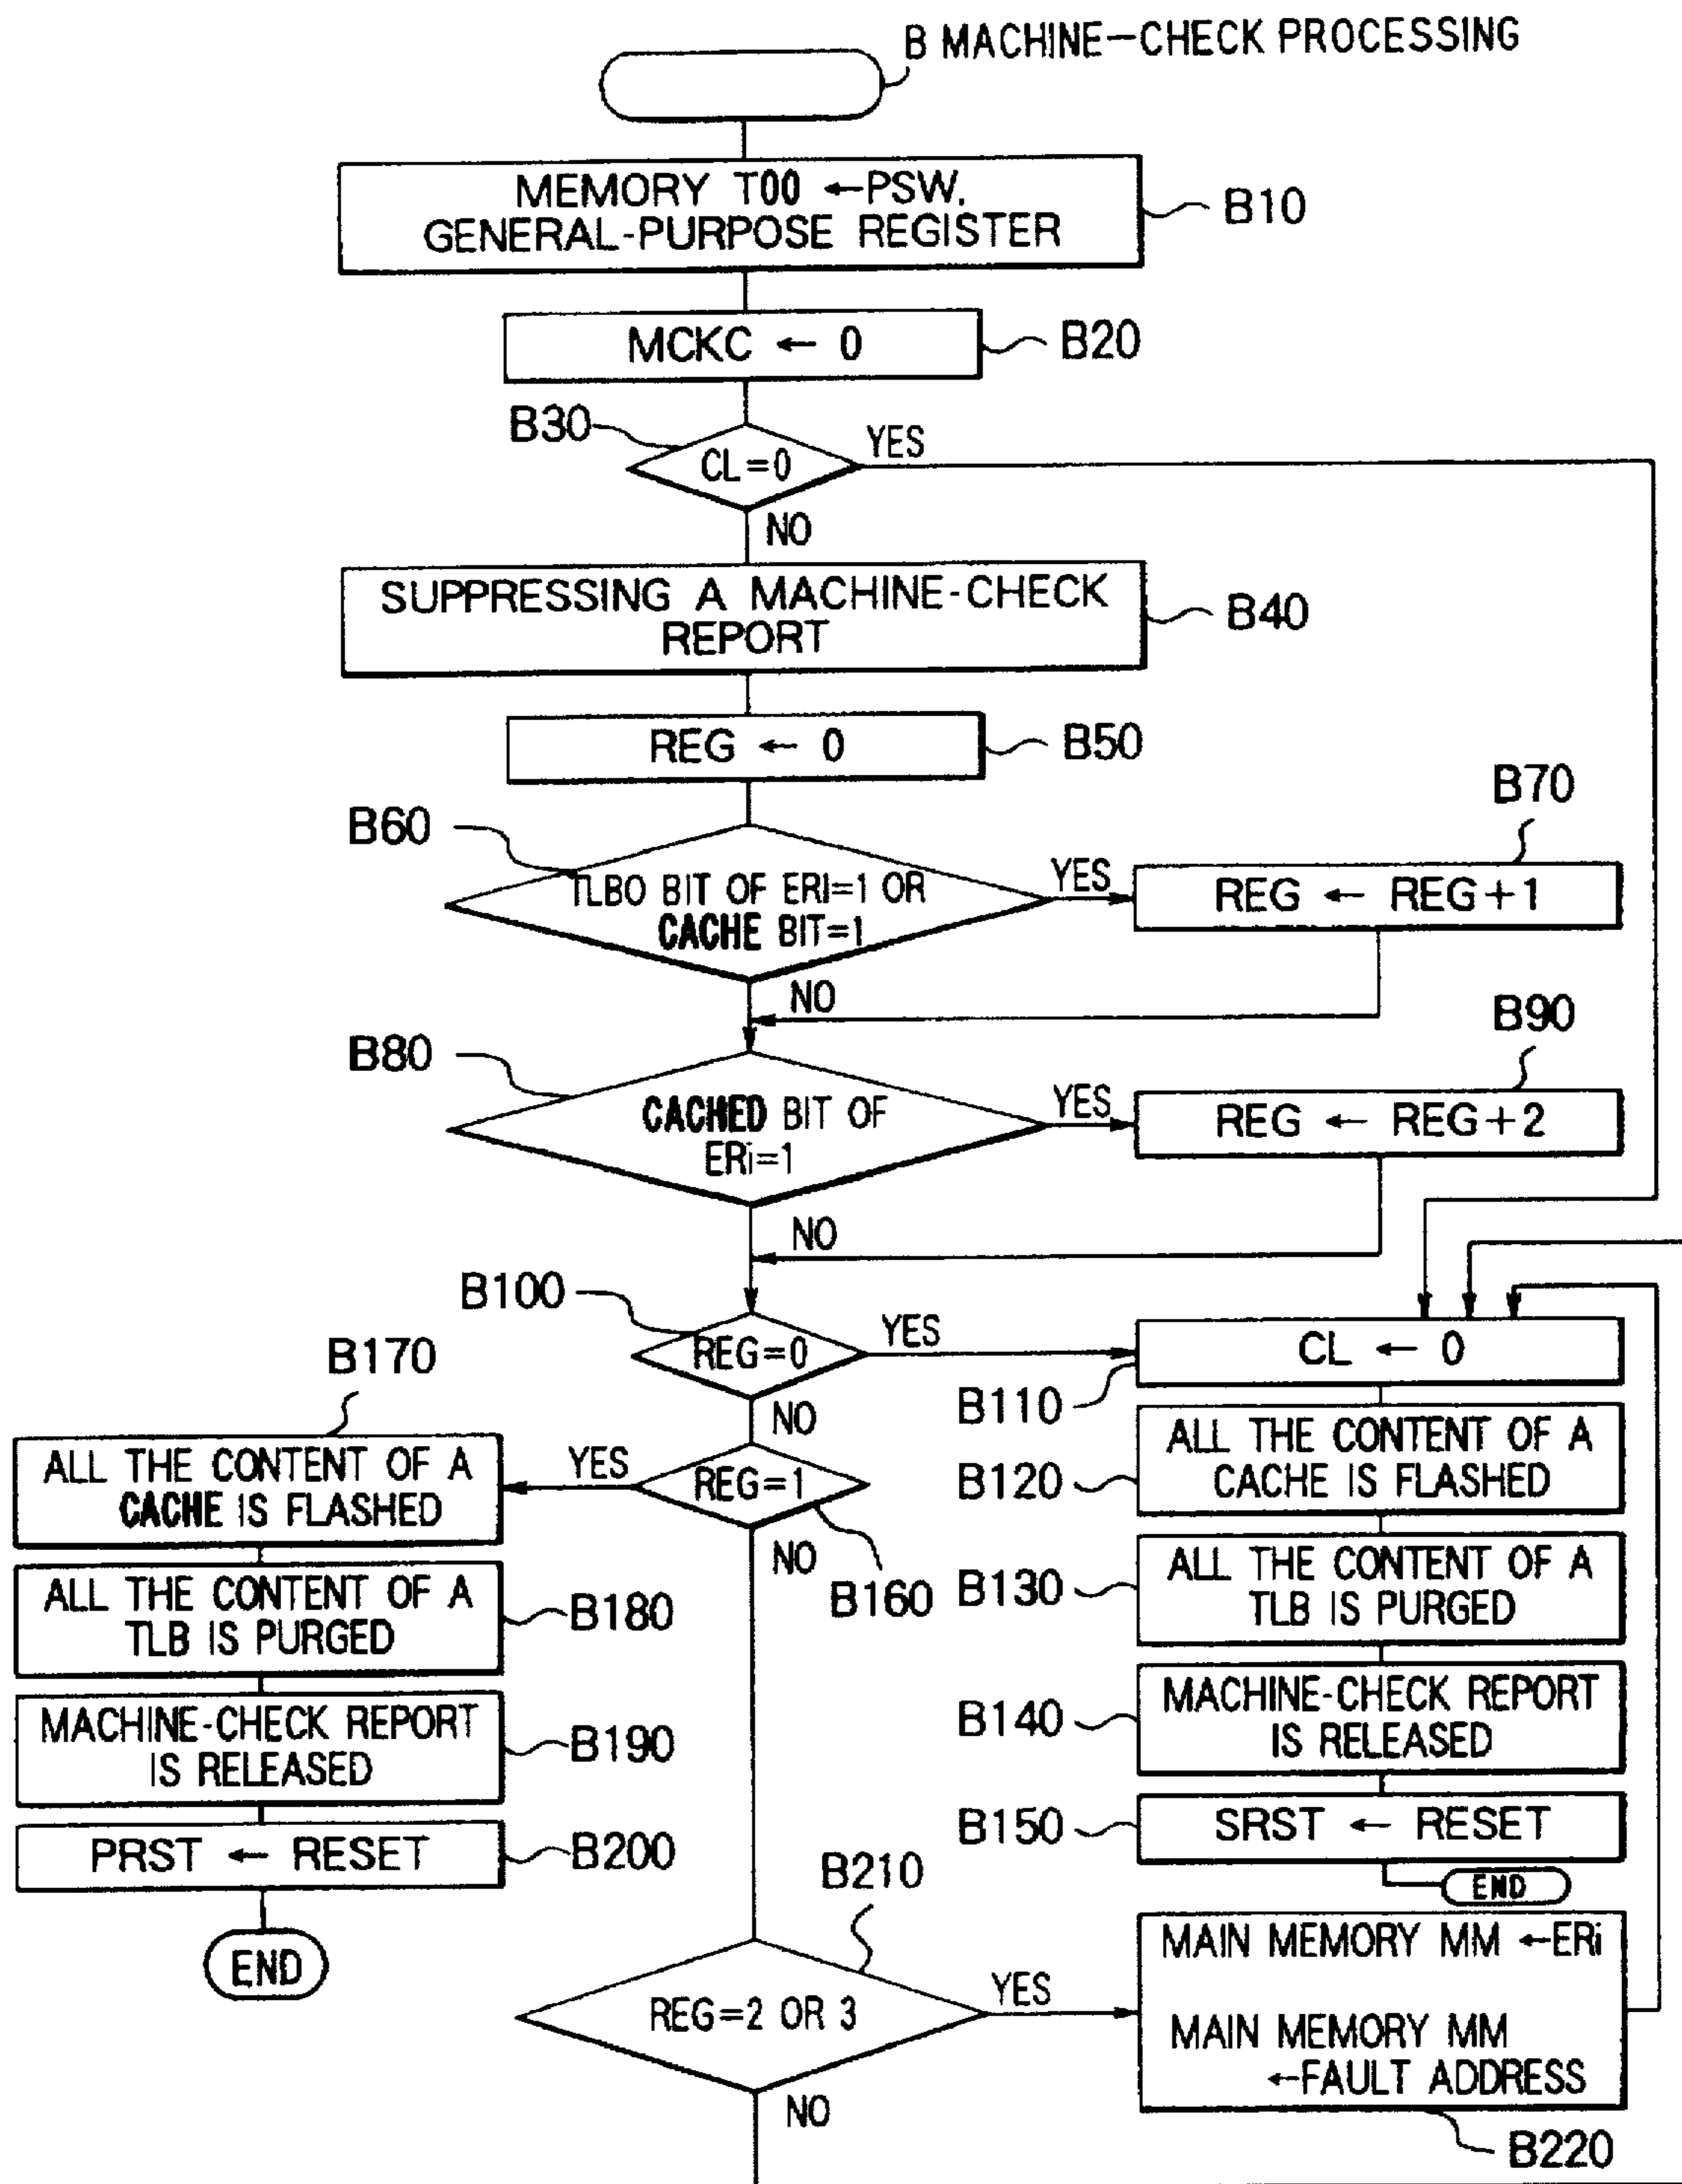 B MACHINE-CHECK PROCESSING
MEMORY T00 ←PSW,
GENERAL-PURPOSE REGISTER
B10
MCKC ← 0
B20
B30
CL=0
YES
NO
SUPPRESSING A MACHINE-CHECK
REPORT
B40
REG ← 0
B50
B60
TLBO BIT OF ERI=1 OR
CACHE BIT=1
YES
B70
REG ← REG+1
NO
B80
CACHED BIT OF
ERi=1
YES
B90
REG ← REG+2
NO
B100
REG=0
YES
CL ← 0
B110
NO
B170
ALL THE CONTENT OF A
CACHE IS FLASHED
YES
REG=1
B160
NO
ALL THE CONTENT OF A
CACHE IS FLASHED
B120
ALL THE CONTENT OF A
TLB IS PURGED
B180
ALL THE CONTENT OF A
TLB IS PURGED
B130
MACHINE-CHECK REPORT
IS RELEASED
B190
MACHINE-CHECK REPORT
IS RELEASED
B140
PRST ← RESET
B200
SRST ← RESET
B150
END
END
B210
REG=2 OR 3
YES
NO
MAIN MEMORY MM ←ERi
MAIN MEMORY MM
←FAULT ADDRESS
B220